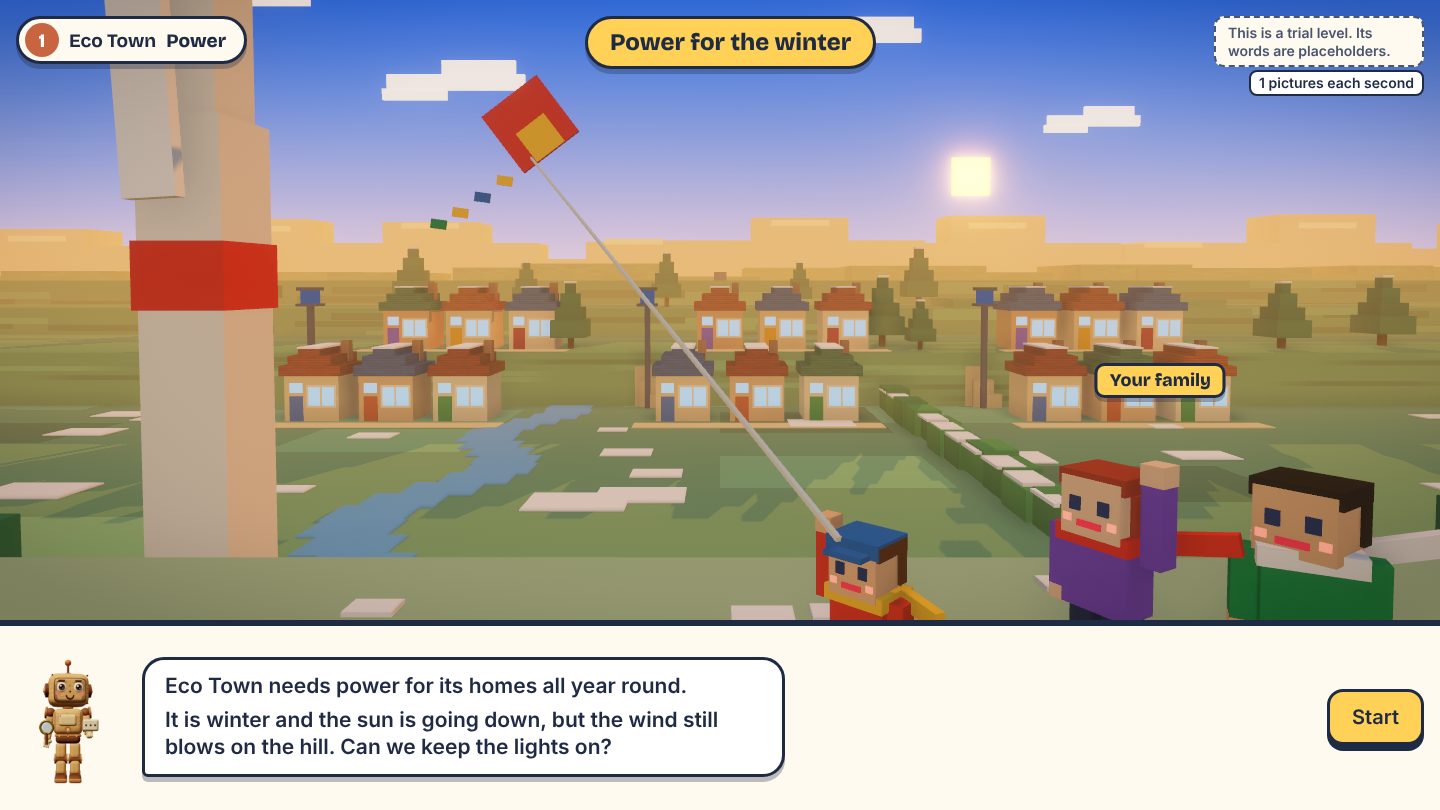 1 Eco Town Power
Power for the winter
This is a trial level. Its
words are placeholders.
1 pictures each second
Your family
Eco Town needs power for its homes all year round.
It is winter and the sun is going down, but the wind still
blows on the hill. Can we keep the lights on?
Start